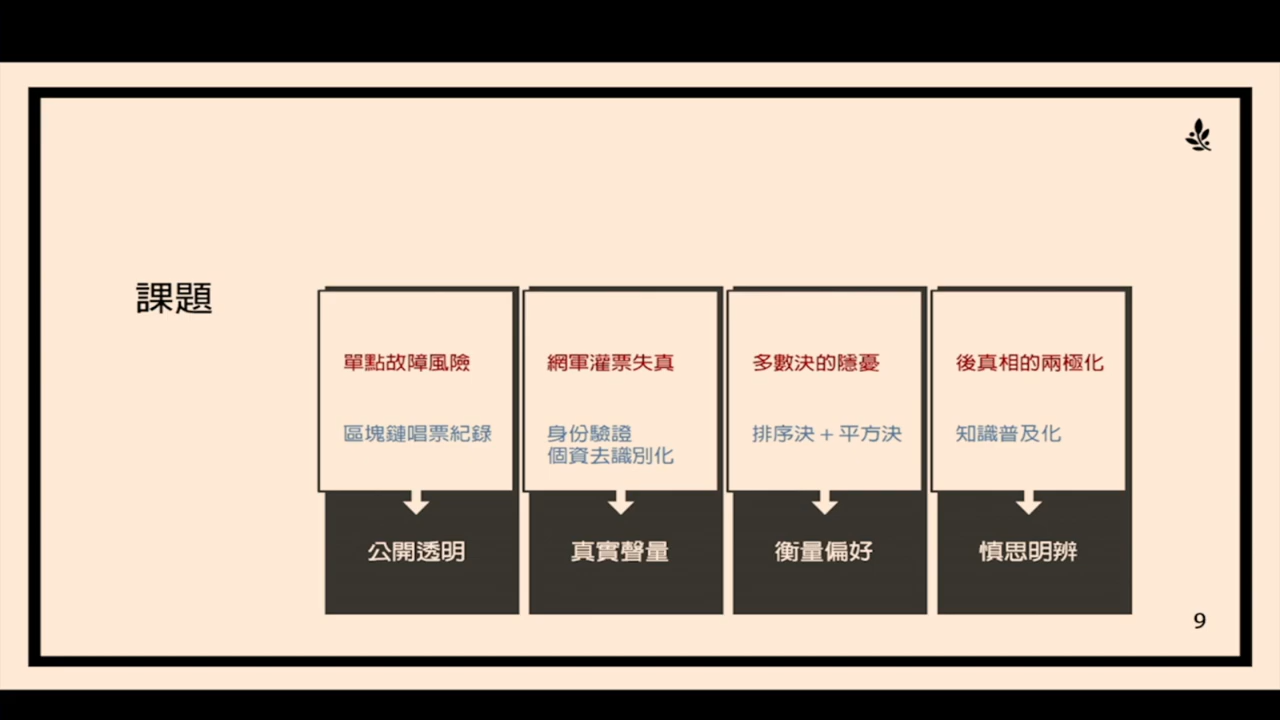 課題
單點故障風險
區塊鏈唱票紀錄
公開透明
網軍灌票失真
身份驗證
個資去識別化
真實聲量
多數決的隱憂
排序決 + 平方決
衡量偏好
後真相的兩極化
知識普及化
慎思明辨
9